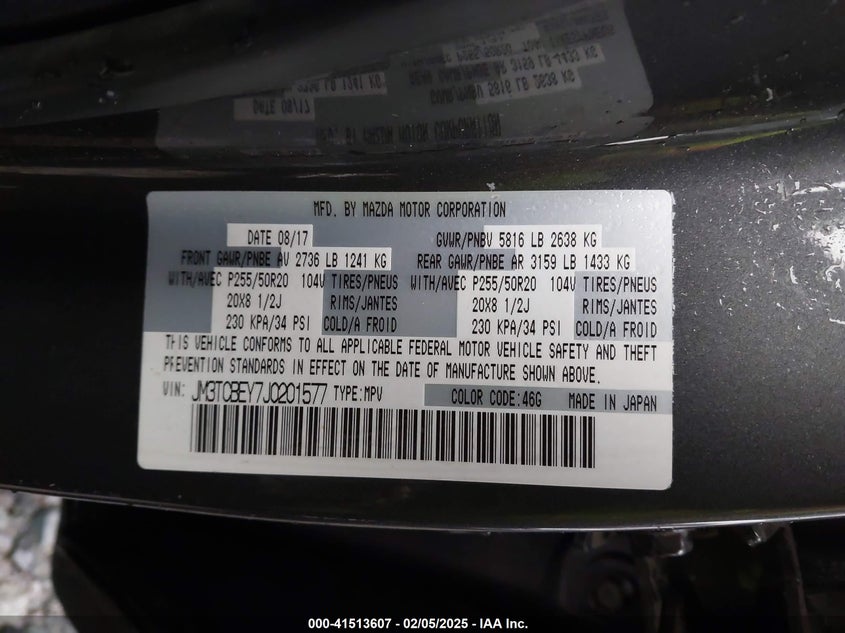 MFD. BY MAZDA MOTOR CORPORATION
DATE 08/17 GVWR/PNBV 5816 LB 2638 KG
FRONT GAWR/PNBE AV 2736 LB 1241 KG REAR GAWR/PNBE AR 3159 LB 1433 KG
WITH/AVEC P255/50R20 104V TIRES/PNEUS WITH/AVEC P255/50R20 104V TIRES/PNEUS
20X8 1/2J RIMS/JANTES 20X8 1/2J RIMS/JANTES
230 KPA/34 PSI COLD/A FROID 230 KPA/34 PSI COLD/A FROID
THIS VEHICLE CONFORMS TO ALL APPLICABLE FEDERAL MOTOR VEHICLE SAFETY AND THEFT
PREVENTION STANDARDS IN EFFECT ON THE DATE OF MANUFACTURE SHOWN ABOVE.
VIN: JM3TCBEY7J0201577 TYPE:MPV COLOR CODE:46G MADE IN JAPAN
000-41513607 - 02/05/2025 - IAA Inc.